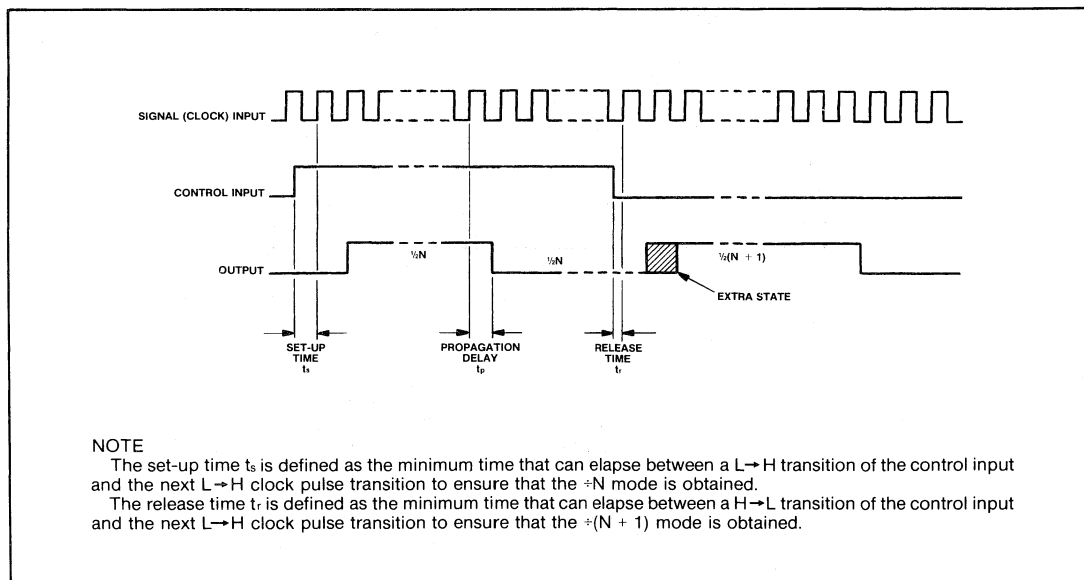 SIGNAL (CLOCK) INPUT
CONTROL INPUT
OUTPUT
½N
½N
½(N + 1)
EXTRA STATE
SET-UP
TIME
ts
PROPAGATION
DELAY
tp
RELEASE
TIME
tr
NOTE
The set-up time ts is defined as the minimum time that can elapse between a L→H transition of the control input
and the next L→H clock pulse transition to ensure that the ÷N mode is obtained.
The release time tr is defined as the minimum time that can elapse between a H→L transition of the control input
and the next L→H clock pulse transition to ensure that the ÷(N + 1) mode is obtained.